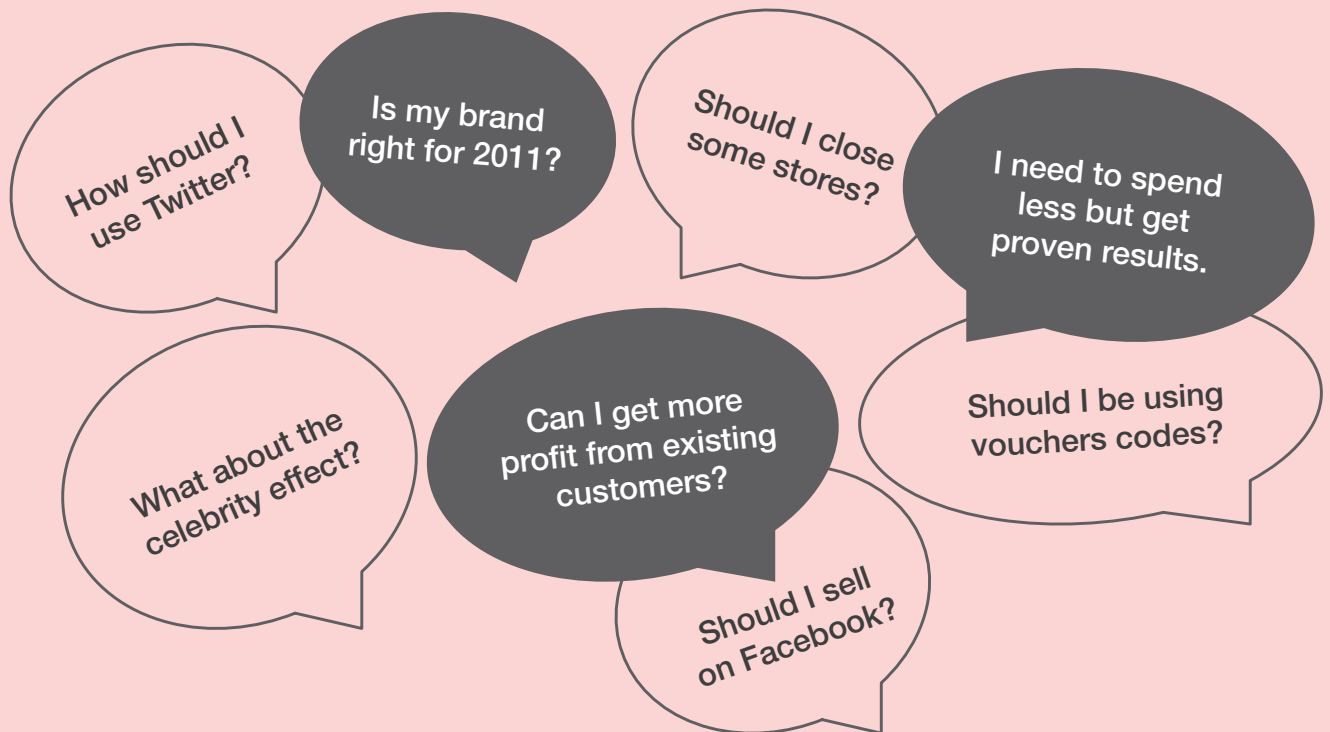 How should I
use Twitter?
Is my brand
right for 2011?
Should I close
some stores?
I need to spend
less but get
proven results.
What about the
celebrity effect?
Can I get more
profit from existing
customers?
Should I be using
vouchers codes?
Should I sell
on Facebook?